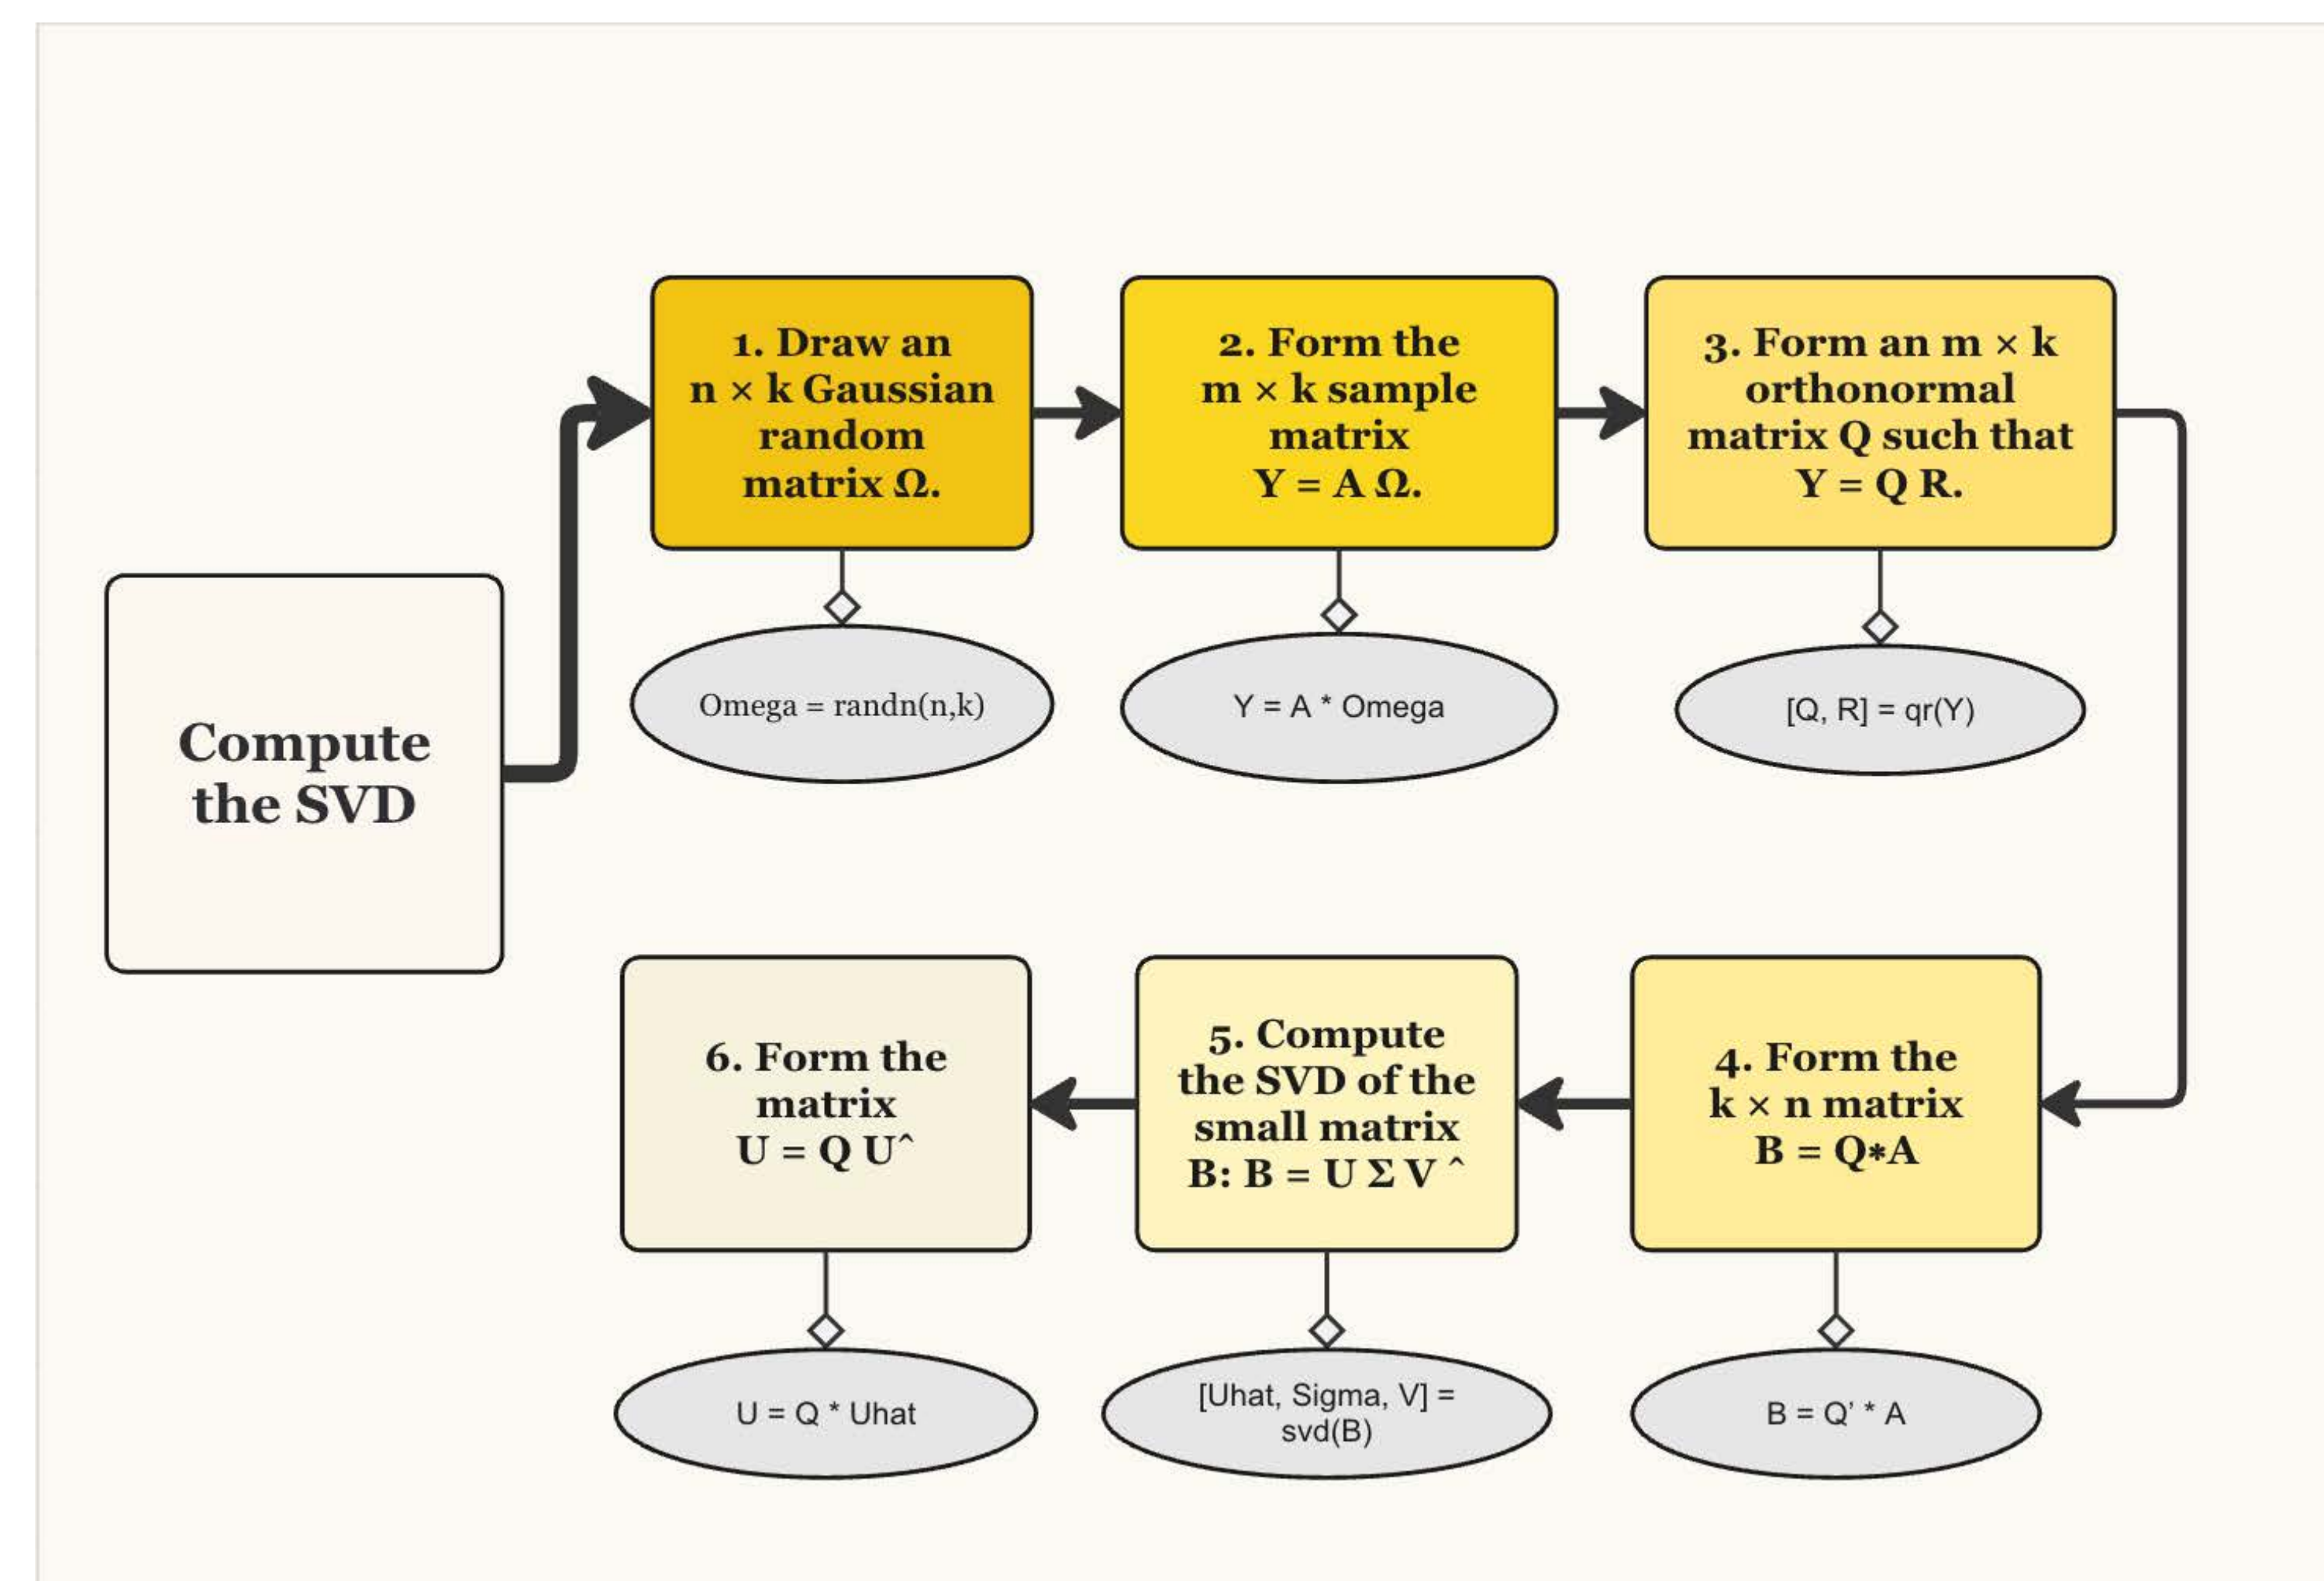 Compute
the SVD
1. Draw an
n × k Gaussian
random
matrix Ω.
Omega = randn(n,k)
2. Form the
m × k sample
matrix
Y = A Ω.
Y = A * Omega
3. Form an m × k
orthonormal
matrix Q such that
Y = Q R.
[Q, R] = qr(Y)
4. Form the
k × n matrix
B = Q*A
B = Q’ * A
5. Compute
the SVD of the
small matrix
B: B = U Σ V ˆ
[Uhat, Sigma, V] =
svd(B)
6. Form the
matrix
U = Q Uˆ
U = Q * Uhat